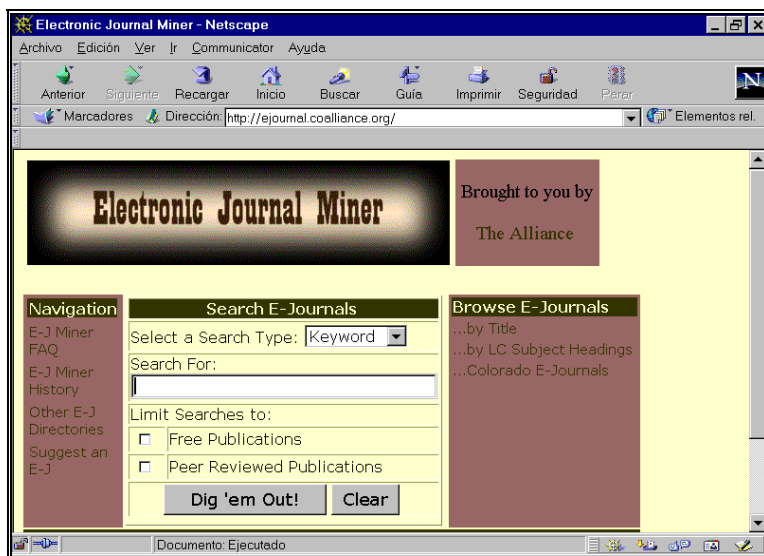 Electronic Journal Miner - Netscape
Archivo Edición Ver Ir Communicator Ayuda
Anterior Siguiente Recargar Inicio Buscar Guía Imprimir Seguridad Parar
N
Marcadores Dirección: http://ejournal.coalliance.org/ Elementos rel.
Electronic Journal Miner
Brought to you by
The Alliance
Navigation
E-J Miner
FAQ
E-J Miner
History
Other E-J
Directories
Suggest an
E-J
Search E-Journals
Select a Search Type: Keyword
Search For:
Limit Searches to:
Free Publications
Peer Reviewed Publications
Dig 'em Out! Clear
Browse E-Journals
...by Title
...by LC Subject Headings
...Colorado E-Journals
Documento: Ejecutado